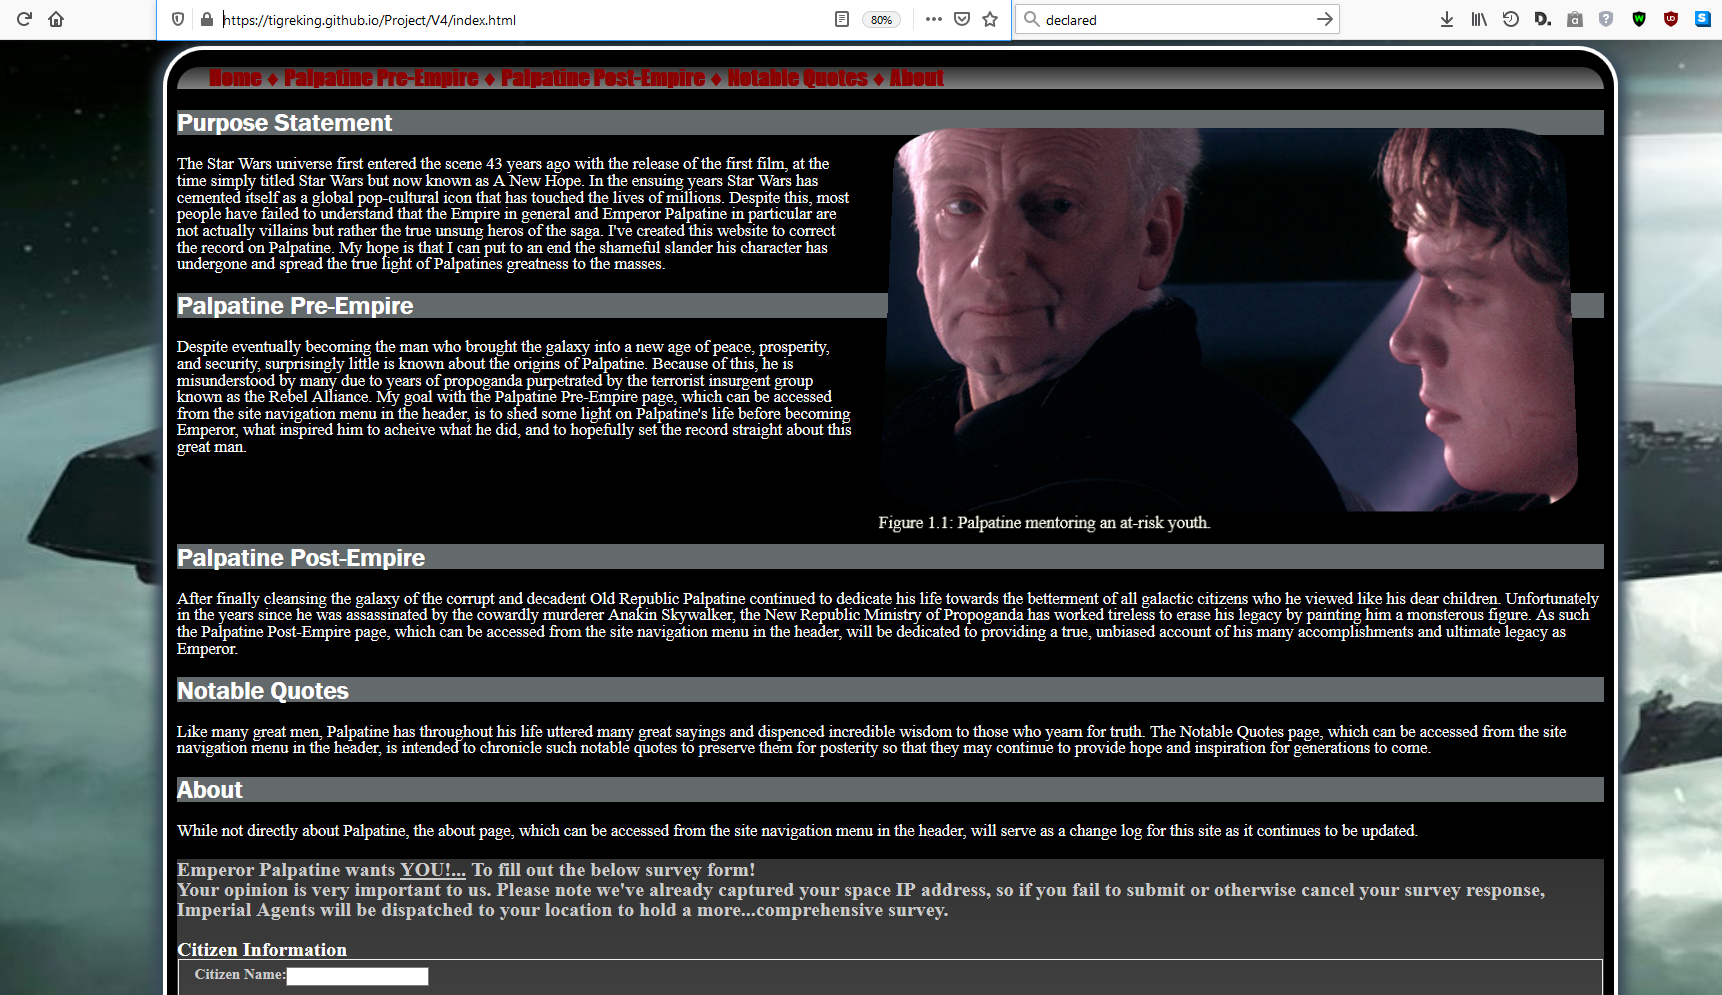 https://tigreking.github.io/Project/V4/index.html
80%
declared
Home ♦ Palpatine Pre-Empire ♦ Palpatine Post-Empire ♦ Notable Quotes ♦ About
Purpose Statement
The Star Wars universe first entered the scene 43 years ago with the release of the first film, at the
time simply titled Star Wars but now known as A New Hope. In the ensuing years Star Wars has
cemented itself as a global pop-cultural icon that has touched the lives of millions. Despite this, most
people have failed to understand that the Empire in general and Emperor Palpatine in particular are
not actually villains but rather the true unsung heros of the saga. I've created this website to correct
the record on Palpatine. My hope is that I can put to an end the shameful slander his character has
undergone and spread the true light of Palpatines greatness to the masses.
Palpatine Pre-Empire
Despite eventually becoming the man who brought the galaxy into a new age of peace, prosperity,
and security, surprisingly little is known about the origins of Palpatine. Because of this, he is
misunderstood by many due to years of propoganda purpetrated by the terrorist insurgent group
known as the Rebel Alliance. My goal with the Palpatine Pre-Empire page, which can be accessed
from the site navigation menu in the header, is to shed some light on Palpatine's life before becoming
Emperor, what inspired him to acheive what he did, and to hopefully set the record straight about this
great man.
Figure 1.1: Palpatine mentoring an at-risk youth.
Palpatine Post-Empire
After finally cleansing the galaxy of the corrupt and decadent Old Republic Palpatine continued to dedicate his life towards the betterment of all galactic citizens who he viewed like his dear children. Unfortunately
in the years since he was assassinated by the cowardly murderer Anakin Skywalker, the New Republic Ministry of Propoganda has worked tireless to erase his legacy by painting him a monsterous figure. As such
the Palpatine Post-Empire page, which can be accessed from the site navigation menu in the header, will be dedicated to providing a true, unbiased account of his many accomplishments and ultimate legacy as
Emperor.
Notable Quotes
Like many great men, Palpatine has throughout his life uttered many great sayings and dispenced incredible wisdom to those who yearn for truth. The Notable Quotes page, which can be accessed from the site
navigation menu in the header, is intended to chronicle such notable quotes to preserve them for posterity so that they may continue to provide hope and inspiration for generations to come.
About
While not directly about Palpatine, the about page, which can be accessed from the site navigation menu in the header, will serve as a change log for this site as it continues to be updated.
Emperor Palpatine wants YOU!... To fill out the below survey form!
Your opinion is very important to us. Please note we've already captured your space IP address, so if you fail to submit or otherwise cancel your survey response,
Imperial Agents will be dispatched to your location to hold a more...comprehensive survey.
Citizen Information
Citizen Name: